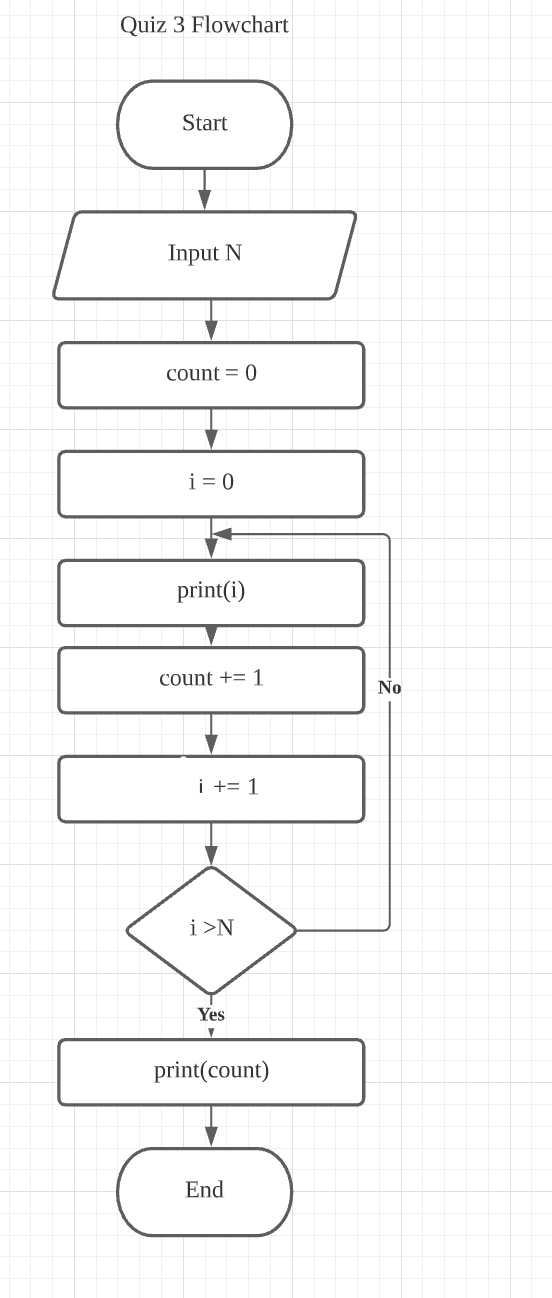 Quiz 3 Flowchart
Start
Input N
count = 0
i = 0
print(i)
count += 1
No
i += 1
i >N
Yes
print(count)
End